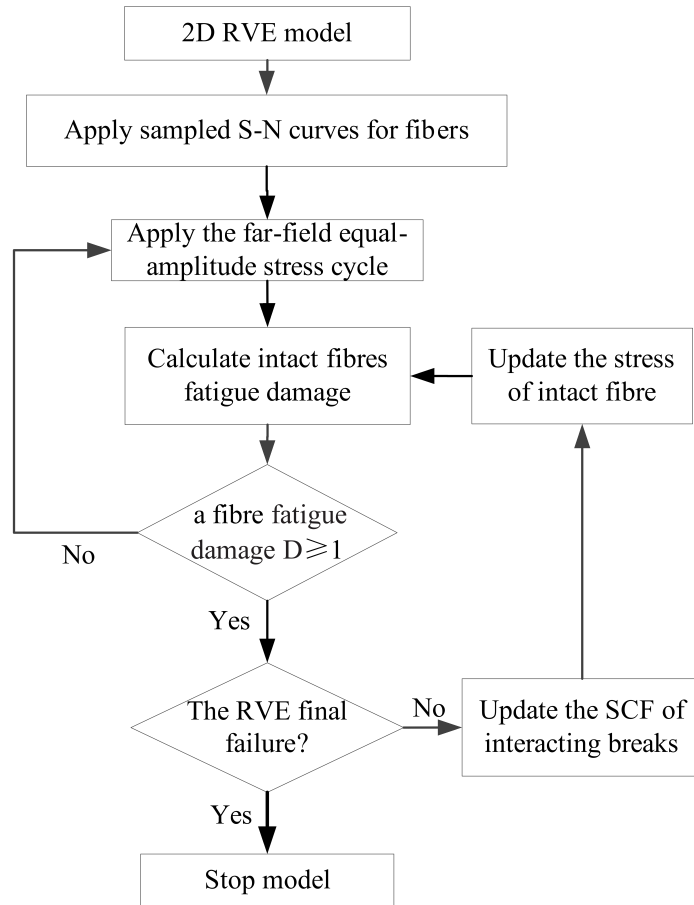 2D RVE model
Apply sampled S-N curves for fibers
Apply the far-field equal-
amplitude stress cycle
Calculate intact fibres
fatigue damage
Update the stress
of intact fibre
a fibre fatigue
damage D≥1
No
Yes
The RVE final
failure?
No
Update the SCF of
interacting breaks
Yes
Stop model